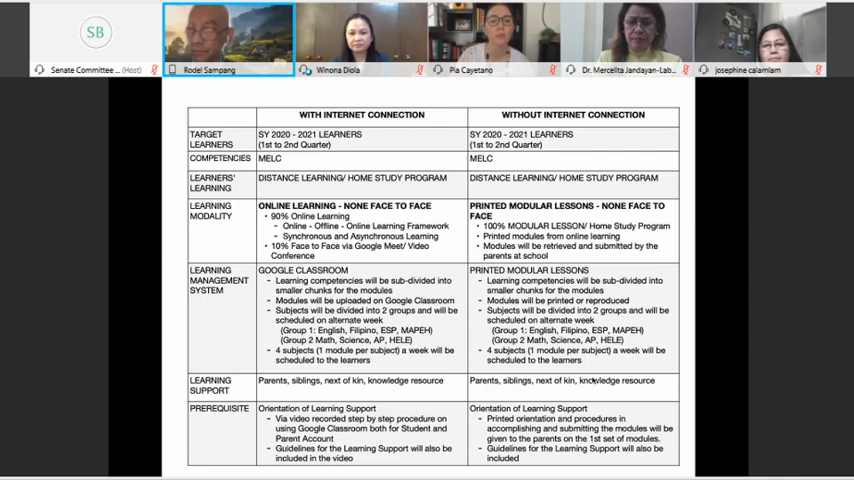 SB
Senate Committee ... (Host)
Rodel Sampang
Winona Diola
Pia Cayetano
Dr. Mercelita Jandayan-Lab...
josephine calamlam
WITH INTERNET CONNECTION
WITHOUT INTERNET CONNECTION
TARGET
LEARNERS
SY 2020 - 2021 LEARNERS
(1st to 2nd Quarter)
SY 2020 - 2021 LEARNERS
(1st to 2nd Quarter)
COMPETENCIES
MELC
MELC
LEARNERS'
LEARNING
DISTANCE LEARNING/ HOME STUDY PROGRAM
DISTANCE LEARNING/ HOME STUDY PROGRAM
LEARNING
MODALITY
ONLINE LEARNING - NONE FACE TO FACE
• 90% Online Learning
- Online - Offline - Online Learning Framework
- Synchronous and Asynchronous Learning
• 10% Face to Face via Google Meet/ Video
Conference
PRINTED MODULAR LESSONS - NONE FACE TO
FACE
• 100% MODULAR LESSON/ Home Study Program
• Printed modules from online learning
• Modules will be retrieved and submitted by the
parents at school
LEARNING
MANAGEMENT
SYSTEM
GOOGLE CLASSROOM
- Learning competencies will be sub-divided into
smaller chunks for the modules
- Modules will be uploaded on Google Classroom
- Subjects will be divided into 2 groups and will be
scheduled on alternate week
(Group 1: English, Filipino, ESP, MAPEH)
(Group 2 Math, Science, AP, HELE)
- 4 subjects (1 module per subject) a week will be
scheduled to the learners
PRINTED MODULAR LESSONS
- Learning competencies will be sub-divided into
smaller chunks for the modules
- Modules will be printed or reproduced
- Subjects will be divided into 2 groups and will be
scheduled on alternate week
(Group 1: English, Filipino, ESP, MAPEH)
(Group 2 Math, Science, AP, HELE)
- 4 subjects (1 module per subject) a week will be
scheduled to the learners
LEARNING
SUPPORT
Parents, siblings, next of kin, knowledge resource
Parents, siblings, next of kin, knowledge resource
PREREQUISITE
Orientation of Learning Support
- Via video recorded step by step procedure on
using Google Classroom both for Student and
Parent Account
- Guidelines for the Learning Support will also be
included in the video
Orientation of Learning Support
- Printed orientation and procedures in
accomplishing and submitting the modules will be
given to the parents on the 1st set of modules.
- Guidelines for the Learning Support will also be
included